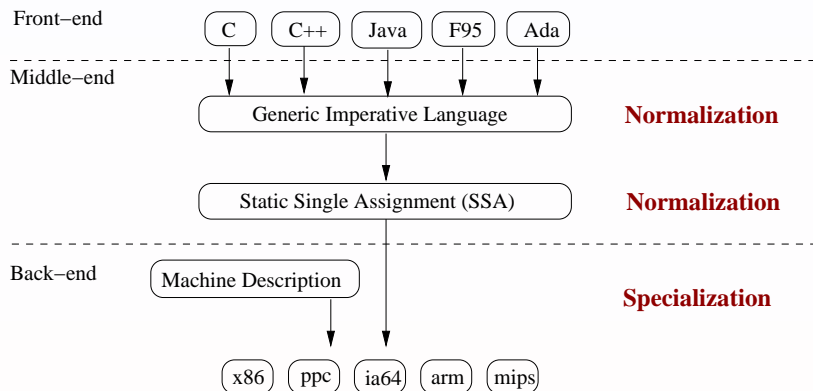 Front−end
C C++ Java F95 Ada
Middle−end
Generic Imperative Language Normalization
Static Single Assignment (SSA) Normalization
Back−end
Machine Description
Specialization
x86 ppc ia64 arm mips